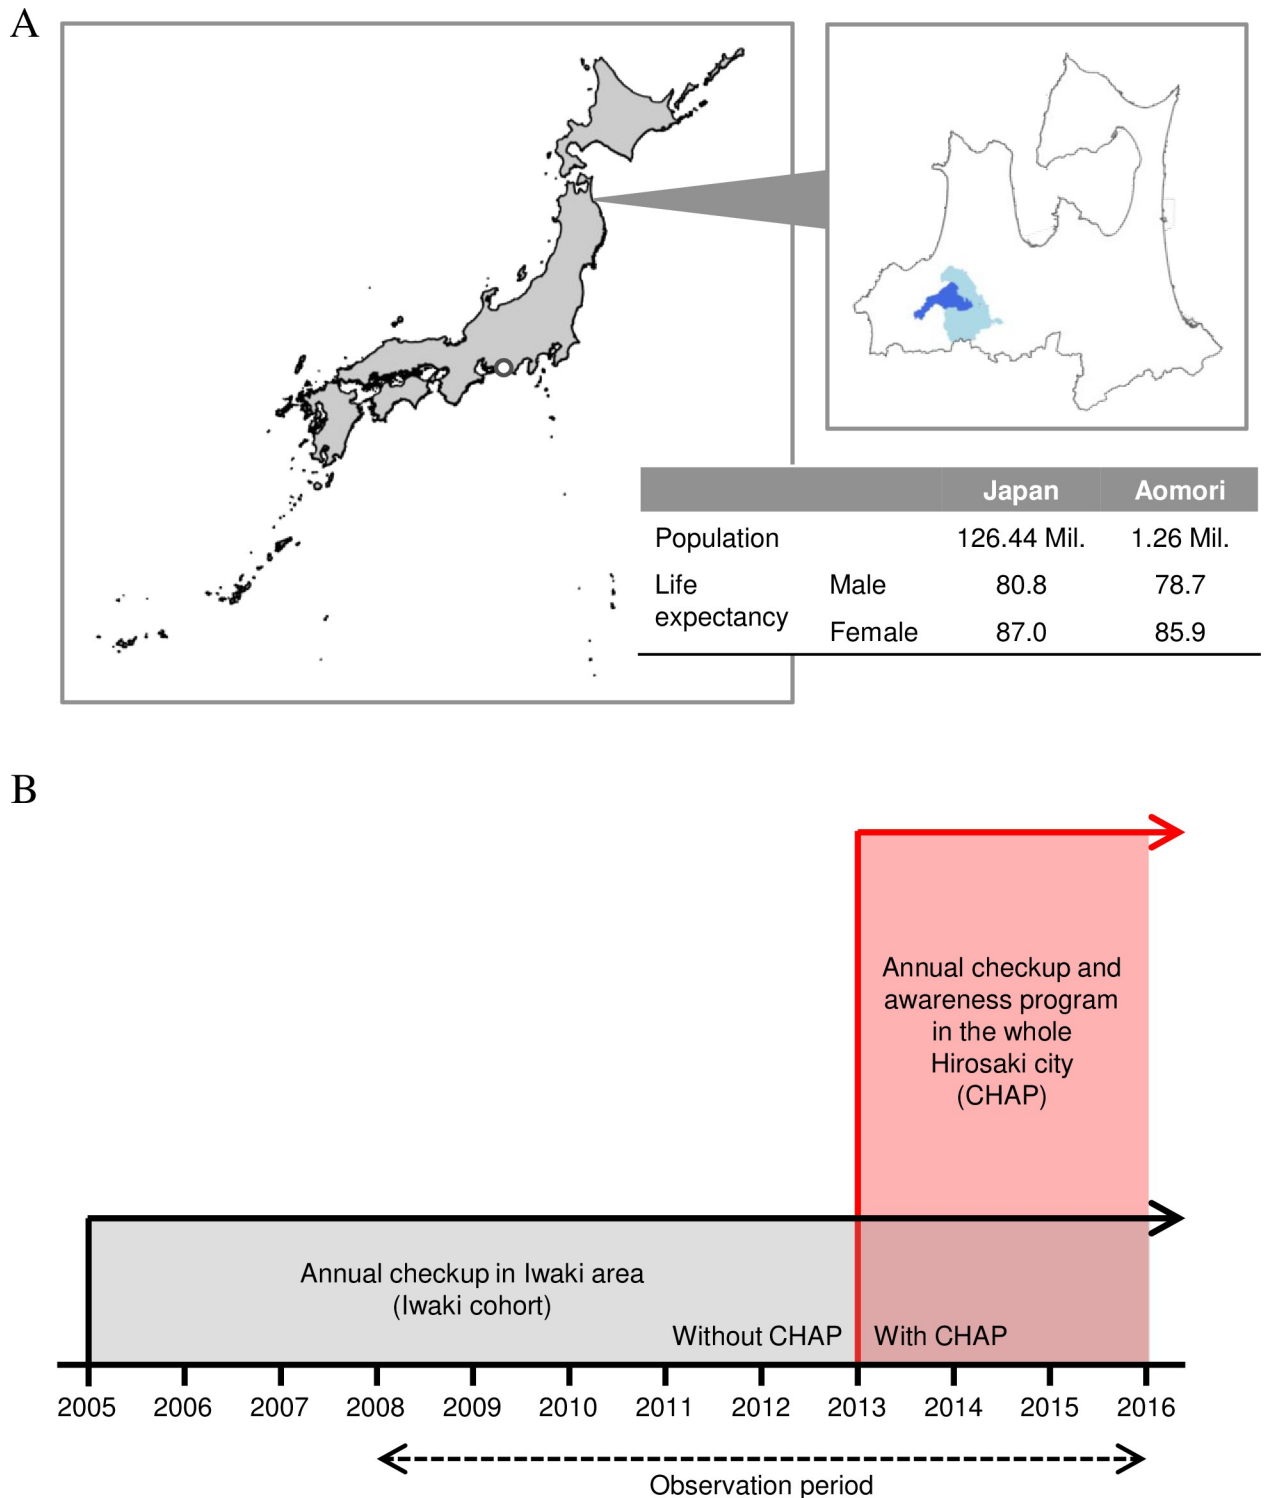 A
Japan Aomori
Population 126.44 Mil. 1.26 Mil.
Life
expectancy
Male 80.8 78.7
Female 87.0 85.9
B
Annual checkup and
awareness program
in the whole
Hirosaki city
(CHAP)
Annual checkup in Iwaki area
(Iwaki cohort)
Without CHAP With CHAP
2005 2006 2007 2008 2009 2010 2011 2012 2013 2014 2015 2016
Observation period